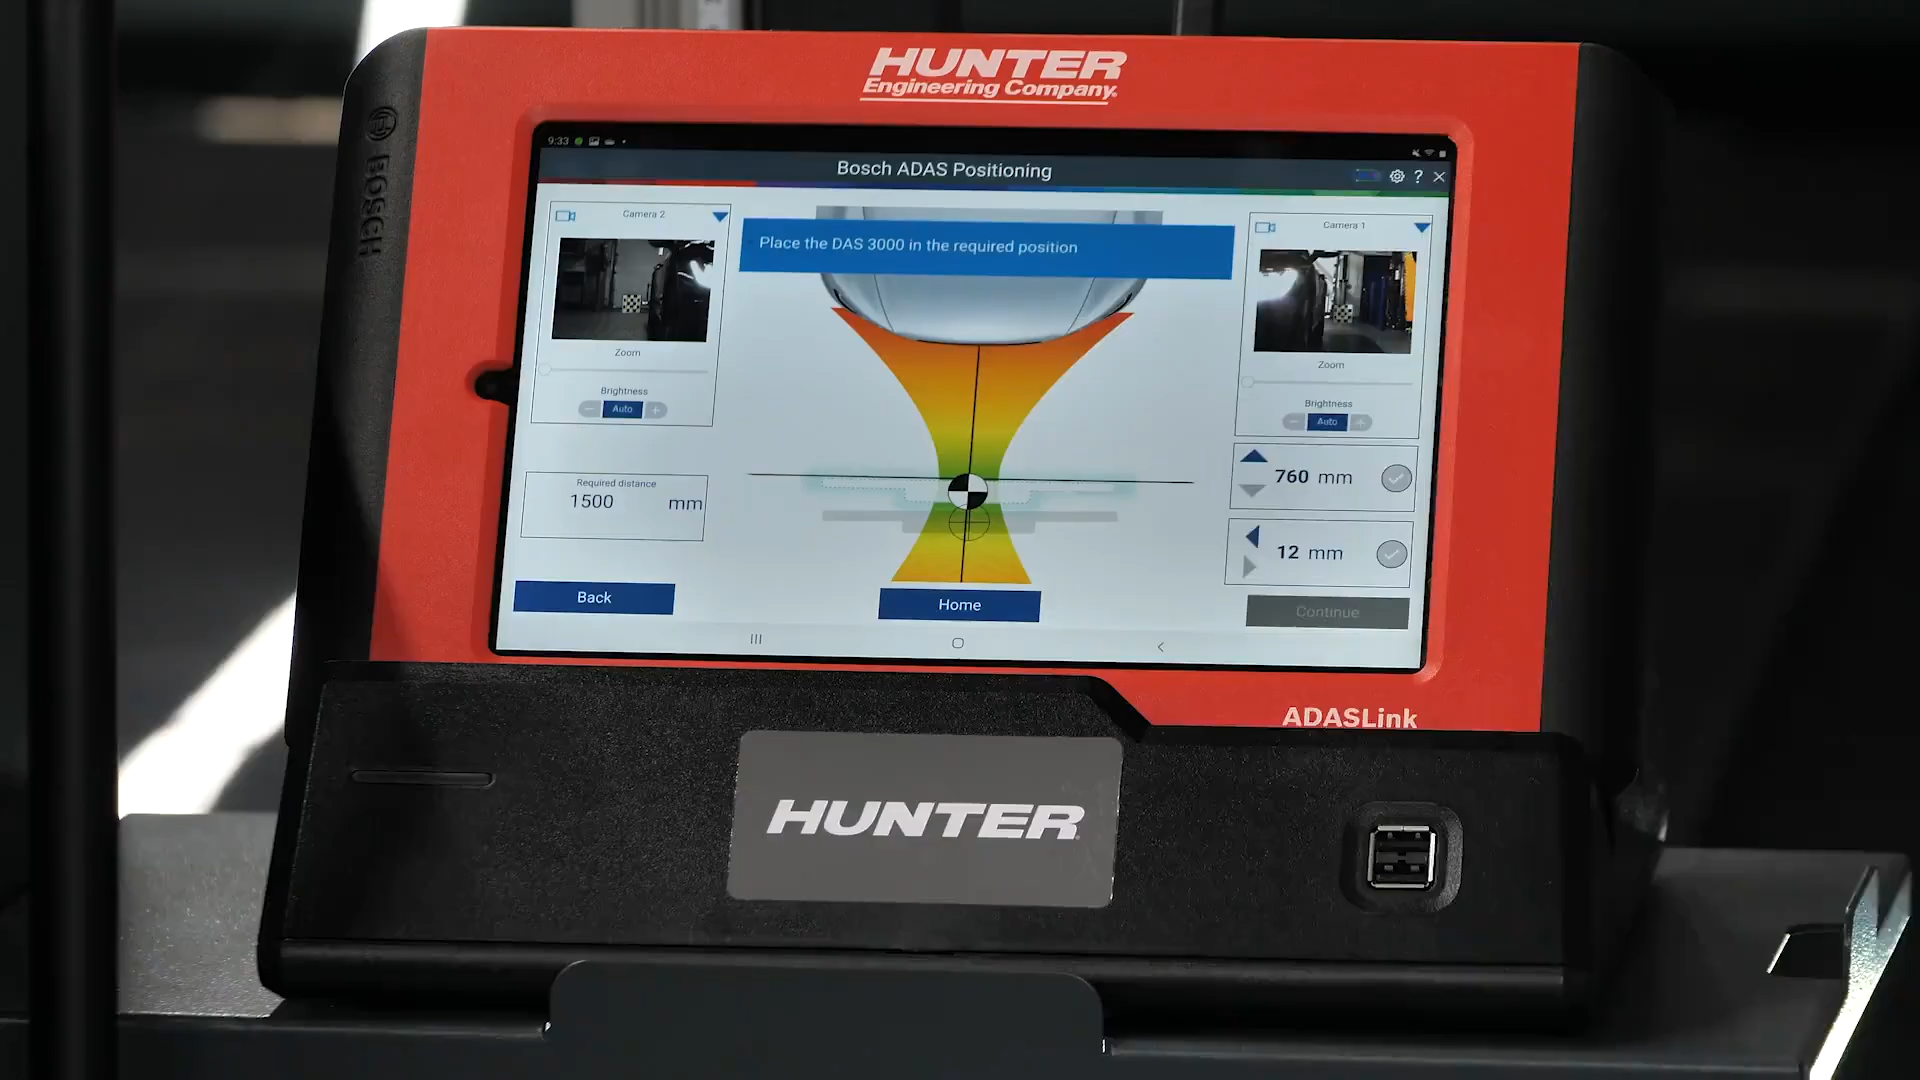 HUNTER
Engineering Company.
BOSCH
9:33
Bosch ADAS Positioning
?
Camera 2
Place the DAS 3000 in the required position
Camera 1
Zoom
Zoom
Brightness
Brightness
Auto
Auto
Required distance
1500 mm
760 mm
12 mm
Back
Home
Continue
ADASLink
HUNTER